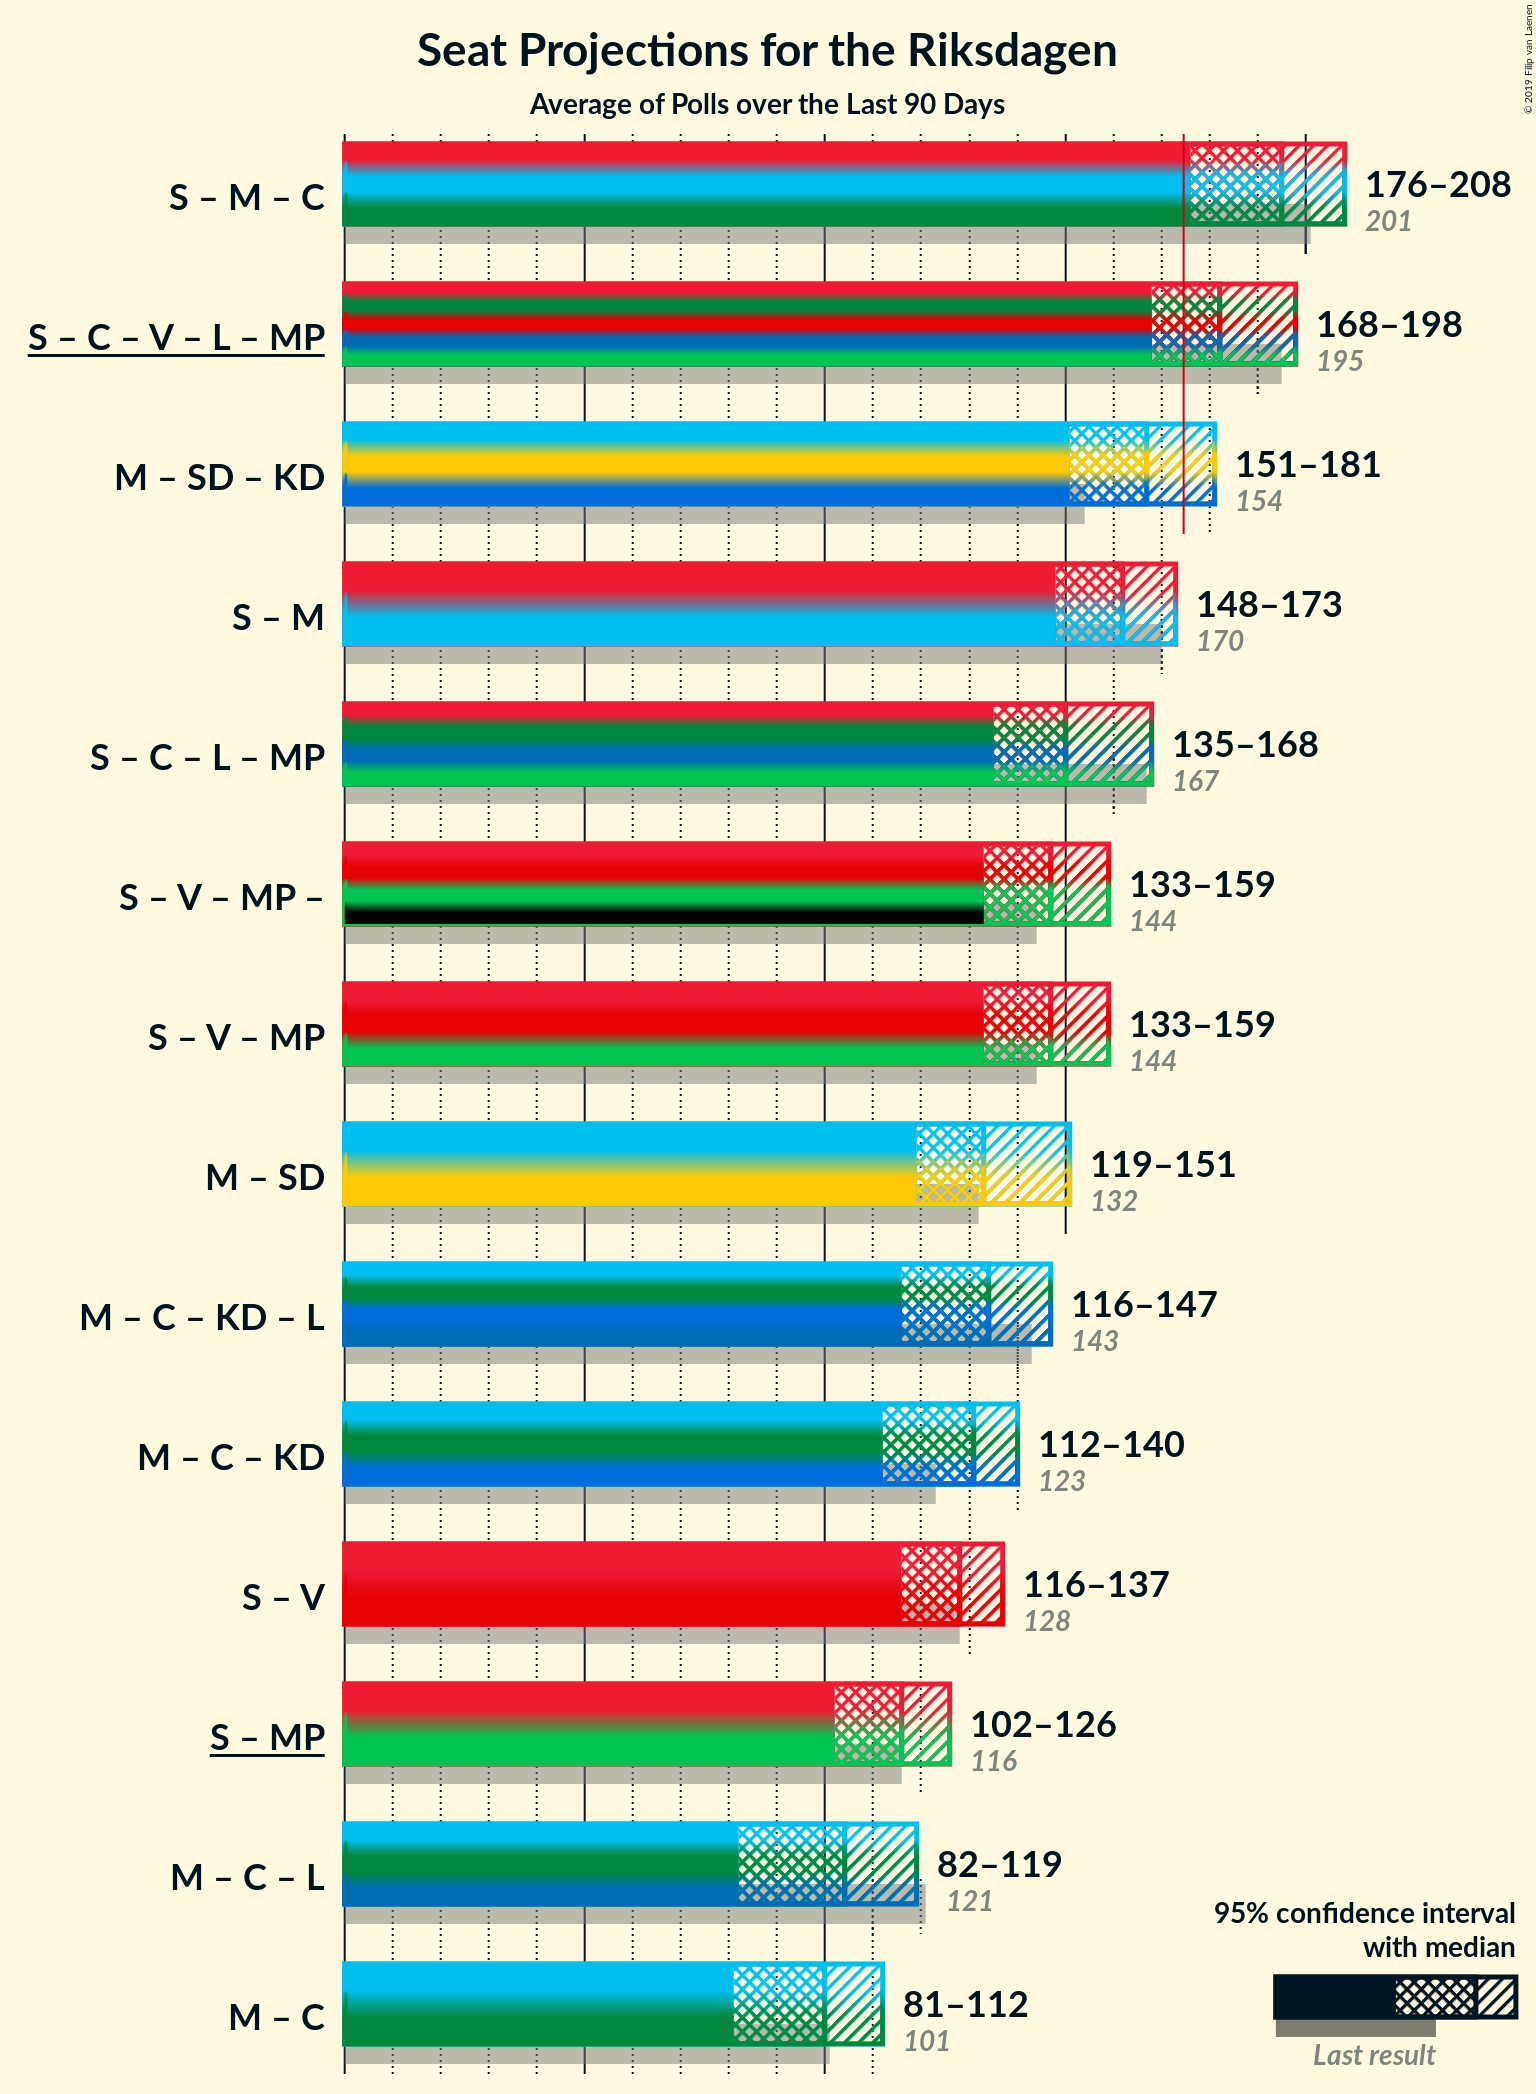 © 2019 Filip van Laenen
Seat Projections for the Riksdagen
Average of Polls over the Last 90 Days
S – M – C
176–208
201
S – C – V – L – MP
168–198
195
M – SD – KD
151–181
154
S – M
148–173
170
S – C – L – MP
135–168
167
S – V – MP –
133–159
144
S – V – MP
133–159
144
M – SD
119–151
132
M – C – KD – L
116–147
143
M – C – KD
112–140
123
S – V
116–137
128
S – MP
102–126
116
M – C – L
82–119
121
M – C
81–112
101
95% confidence interval
with median
Last result